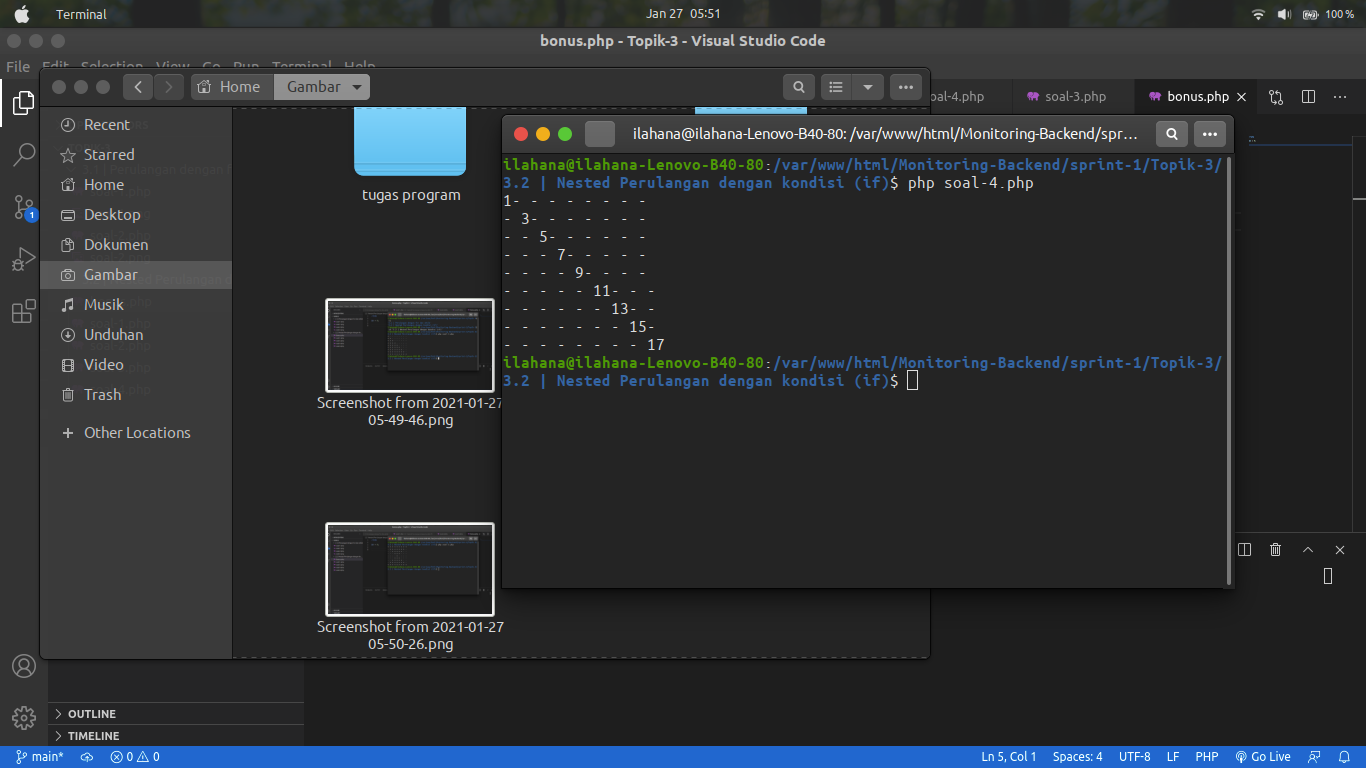 Terminal
Jan 27 05:51
100 %
bonus.php - Topik-3 - Visual Studio Code
File Edit Selection View Go Run Terminal Help
Home
Gambar
soal-3.php
bonus.php
Recent
Starred
Home
Desktop
Dokumen
Gambar
Musik
Unduhan
Video
Trash
Other Locations
1
tugas program
Screenshot from 2021-01-27
05-49-46.png
Screenshot from 2021-01-27
05-50-26.png
ilahana@ilahana-Lenovo-B40-80: /var/www/html/Monitoring-Backend/spr...
ilahana@ilahana-Lenovo-B40-80:/var/www/html/Monitoring-Backend/sprint-1/Topik-3/
3.2 | Nested Perulangan dengan kondisi (if)$ php soal-4.php
1- - - - - - - -
- 3- - - - - - -
- - 5- - - - - -
- - - 7- - - - -
- - - - 9- - - -
- - - - - 11- - -
- - - - - - 13- -
- - - - - - - 15-
- - - - - - - - 17
ilahana@ilahana-Lenovo-B40-80:/var/www/html/Monitoring-Backend/sprint-1/Topik-3/
3.2 | Nested Perulangan dengan kondisi (if)$
OUTLINE
TIMELINE
main*
0
0
Ln 5, Col 1
Spaces: 4
UTF-8
LF
PHP
Go Live